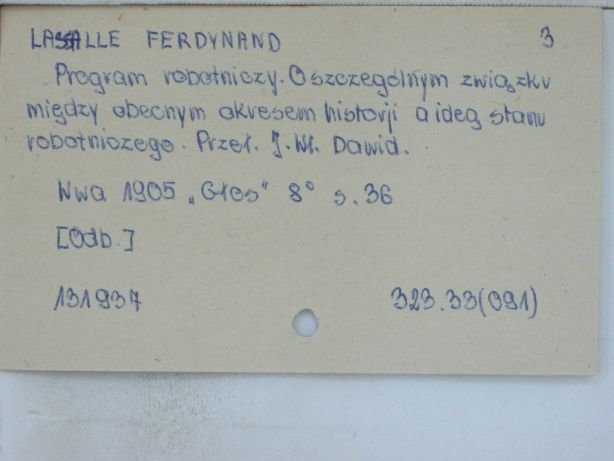 LASSALLE FERDYNAND 3
Program robotniczy. O szczególnym związku
między obecnym okresem historji a ideą stanu
robotniczego. Przeł. J. Wł. Dawid.
Wwa 1905 „Głos" 8° s. 36
[Odb.]
131937 323.33(091)